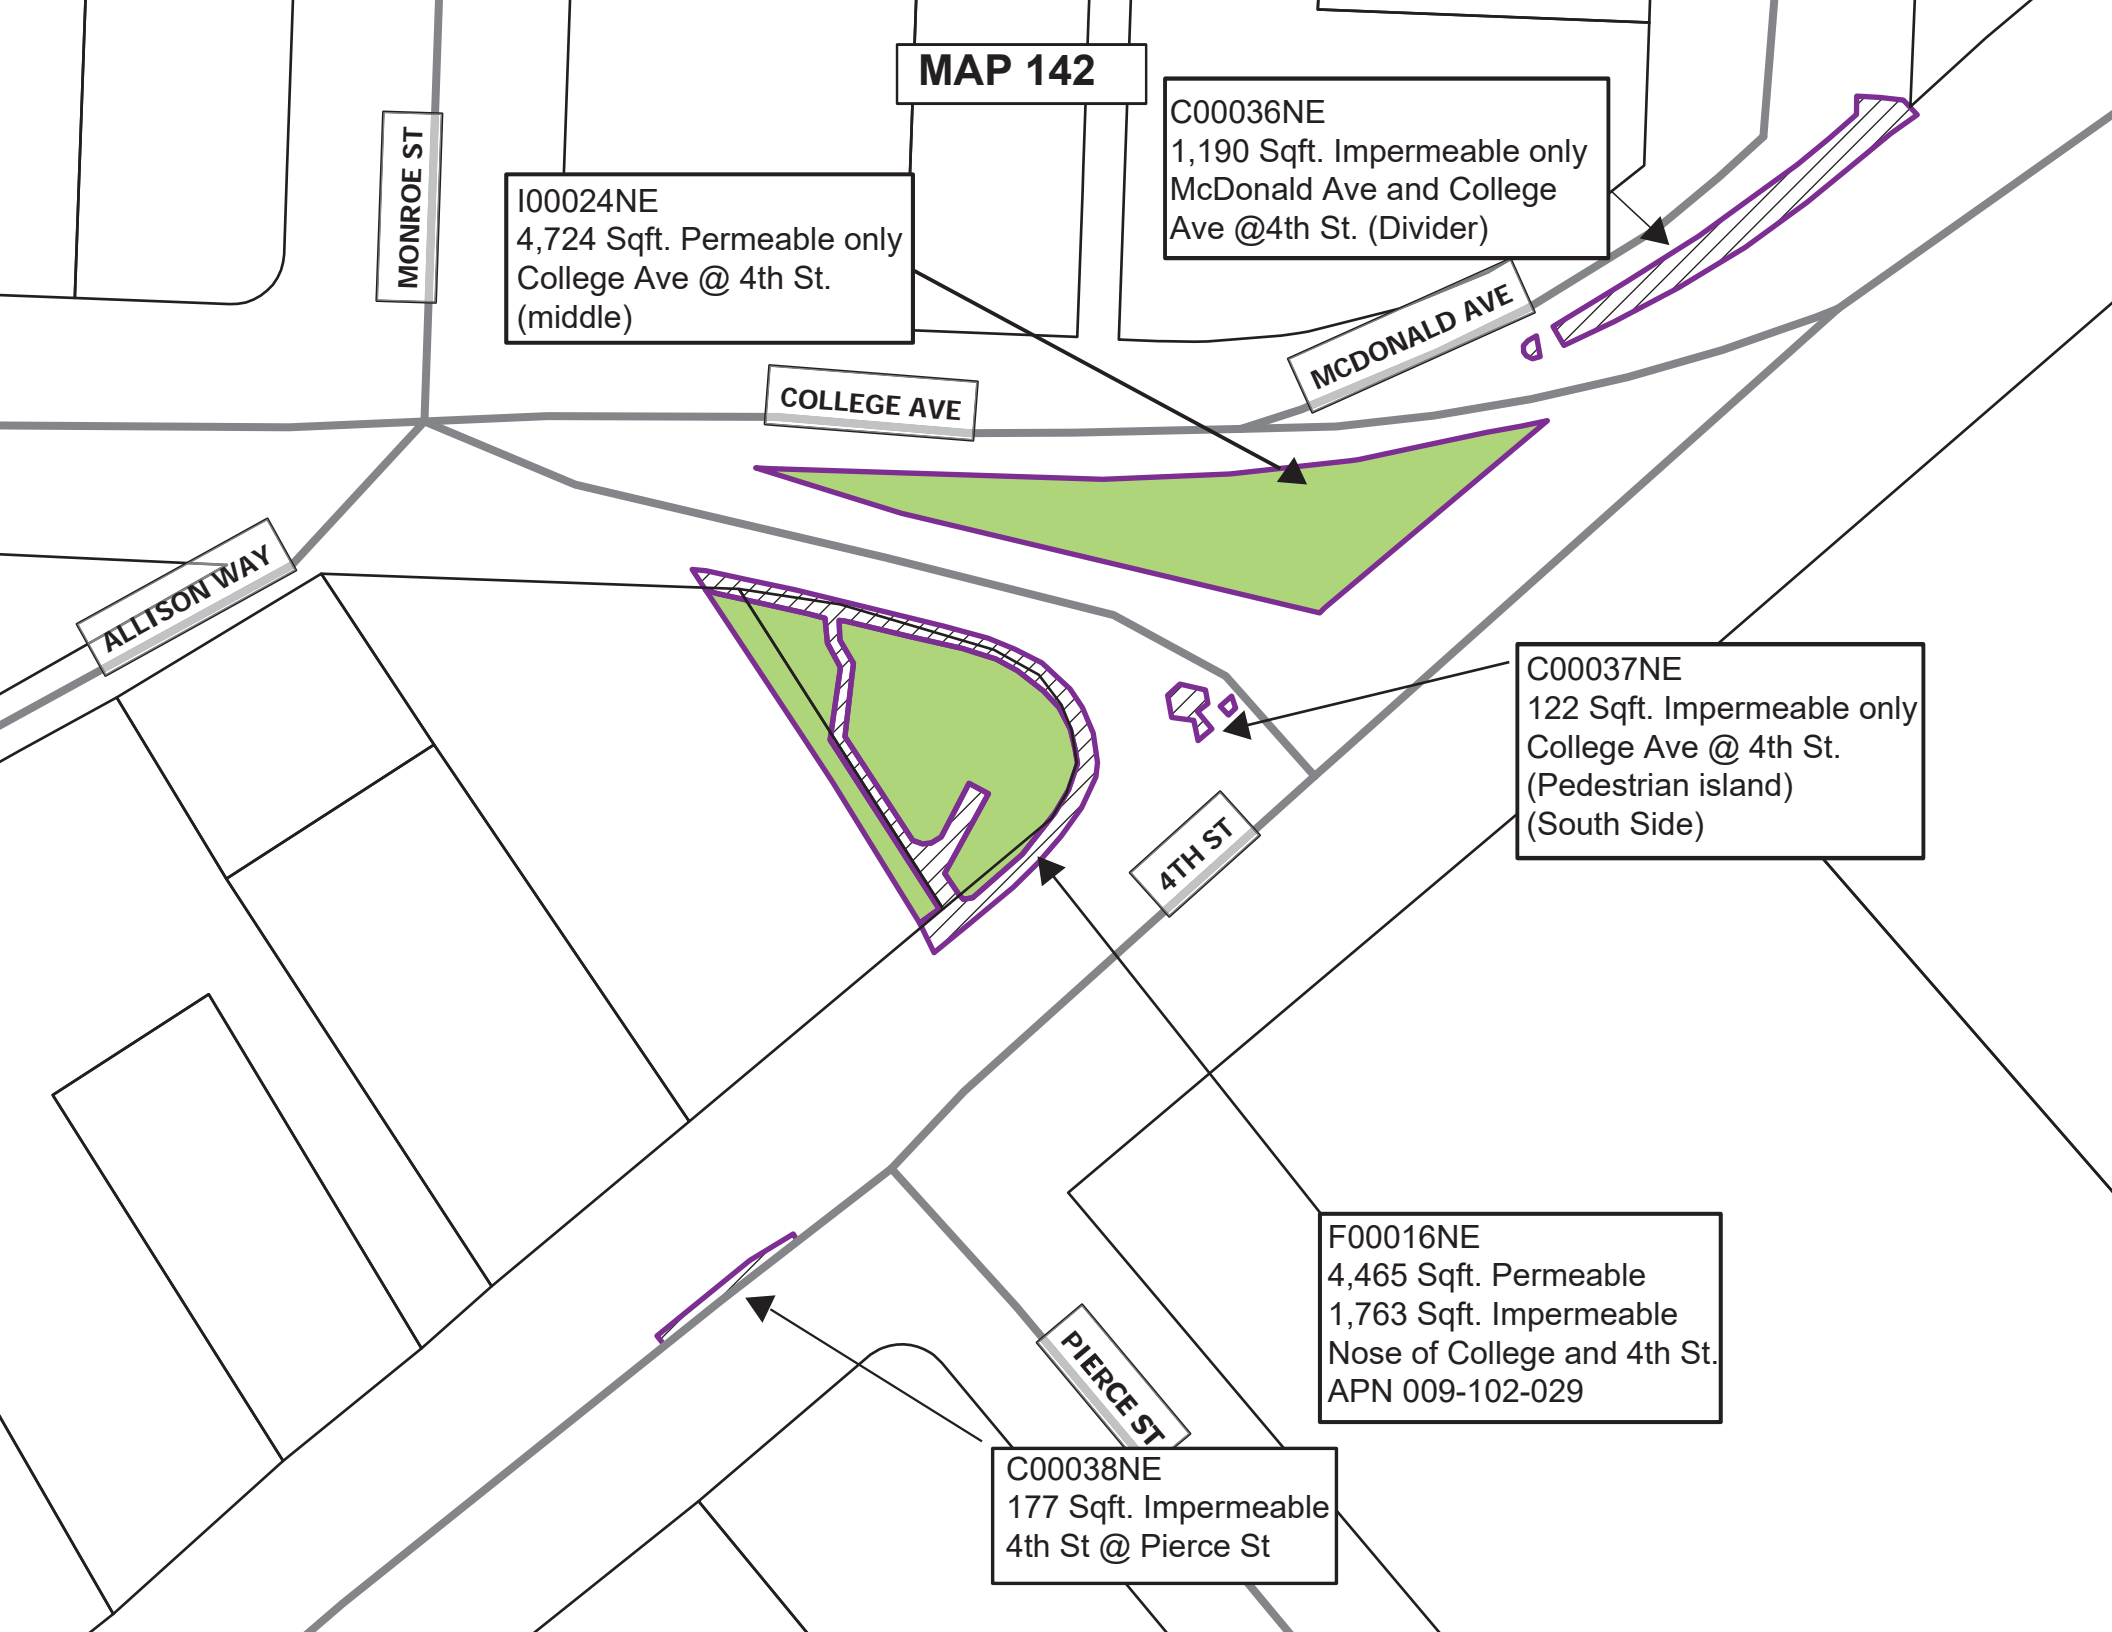 MAP 142
C00036NE
1,190 Sqft. Impermeable only
McDonald Ave and College
Ave @4th St. (Divider)
MONROE ST
I00024NE
4,724 Sqft. Permeable only
College Ave @ 4th St.
(middle)
MCDONALD AVE
COLLEGE AVE
ALLISON WAY
C00037NE
122 Sqft. Impermeable only
College Ave @ 4th St.
(Pedestrian island)
(South Side)
4TH ST
F00016NE
4,465 Sqft. Permeable
1,763 Sqft. Impermeable
Nose of College and 4th St.
APN 009-102-029
PIERCE ST
C00038NE
177 Sqft. Impermeable
4th St @ Pierce St